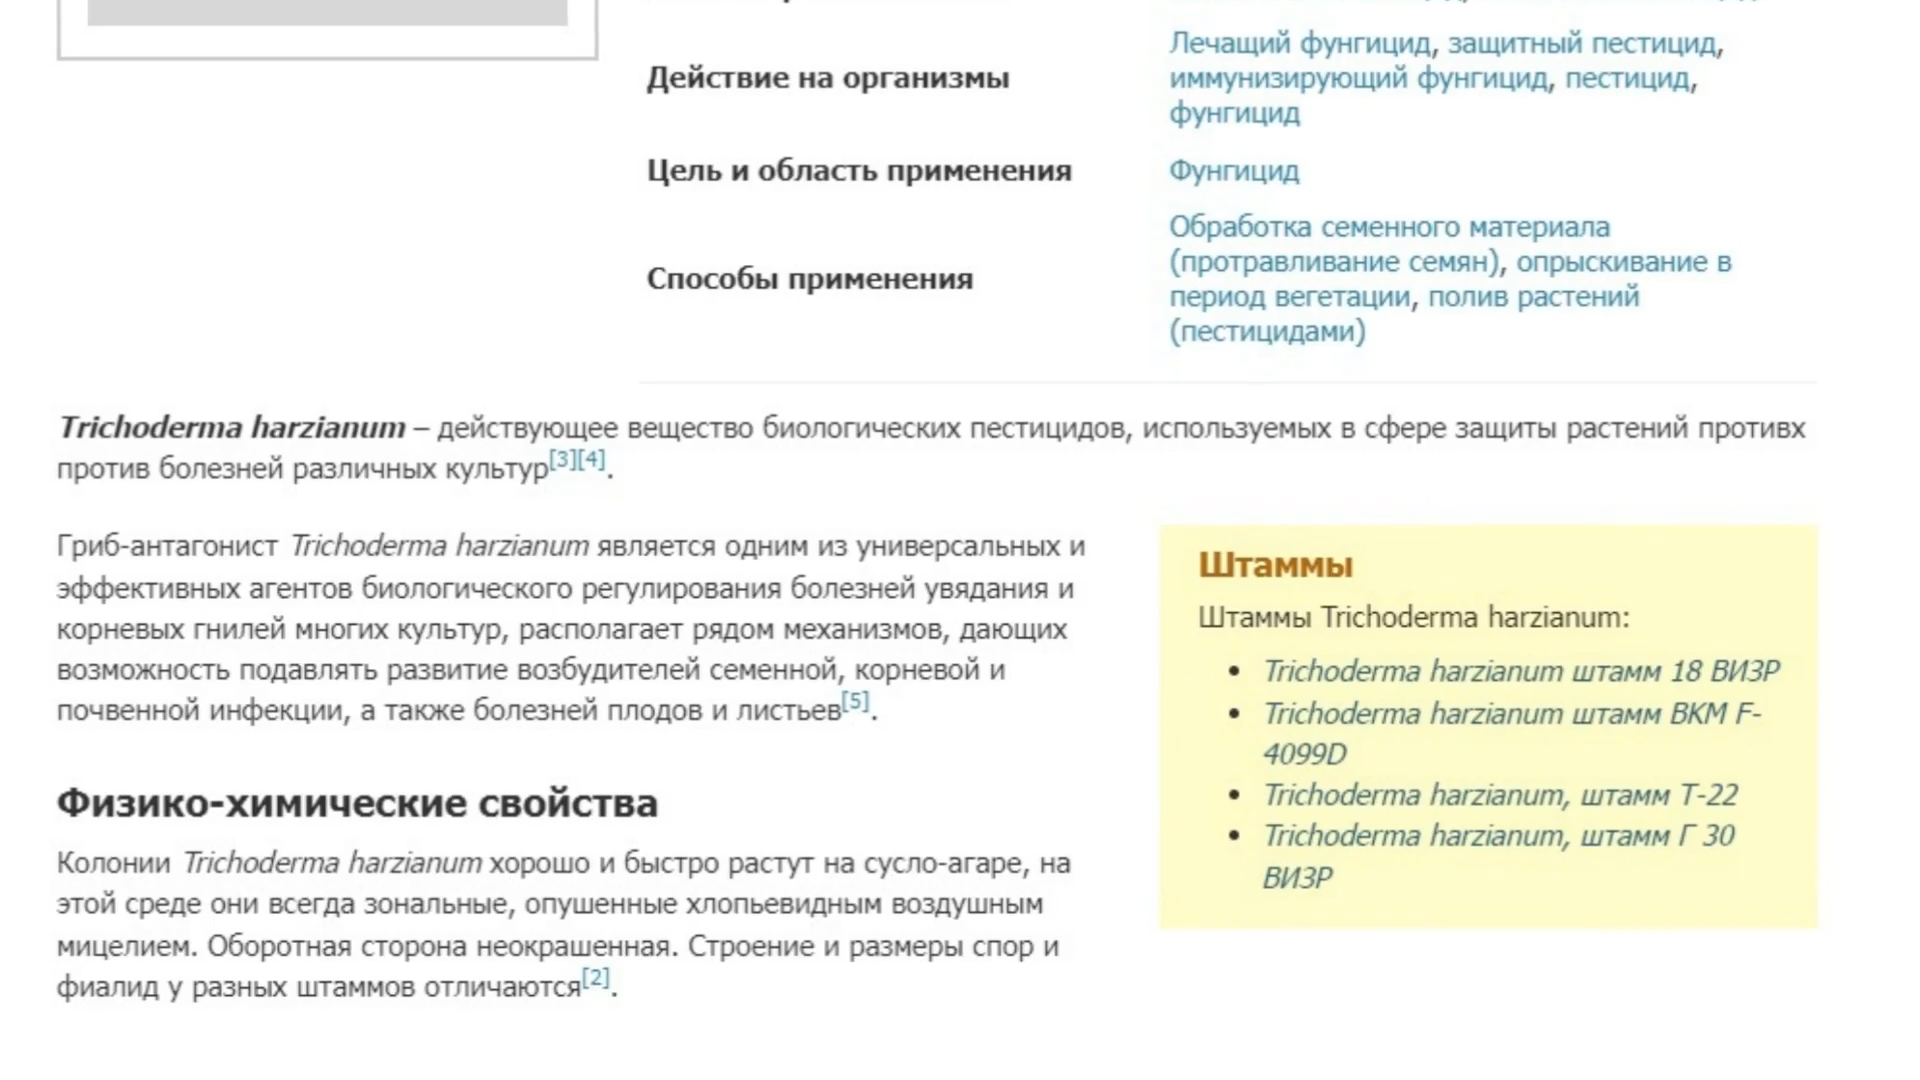 Действие на организмы
Лечащий фунгицид, защитный пестицид,
иммунизирующий фунгицид, пестицид,
фунгицид
Цель и область применения
Фунгицид
Способы применения
Обработка семенного материала
(протравливание семян), опрыскивание в
период вегетации, полив растений
(пестицидами)
Trichoderma harzianum – действующее вещество биологических пестицидов, используемых в сфере защиты растений противх
против болезней различных культур[3][4].
Гриб-антагонист Trichoderma harzianum является одним из универсальных и
эффективных агентов биологического регулирования болезней увядания и
корневых гнилей многих культур, располагает рядом механизмов, дающих
возможность подавлять развитие возбудителей семенной, корневой и
почвенной инфекции, а также болезней плодов и листьев[5].
Физико-химические свойства
Колонии Trichoderma harzianum хорошо и быстро растут на сусло-агаре, на
этой среде они всегда зональные, опушенные хлопьевидным воздушным
мицелием. Оборотная сторона неокрашенная. Строение и размеры спор и
фиалид у разных штаммов отличаются[2].
Штаммы
Штаммы Trichoderma harzianum:
• Trichoderma harzianum штамм 18 ВИЗР
• Trichoderma harzianum штамм ВКМ F-
4099D
• Trichoderma harzianum, штамм Т-22
• Trichoderma harzianum, штамм Г 30
ВИЗР